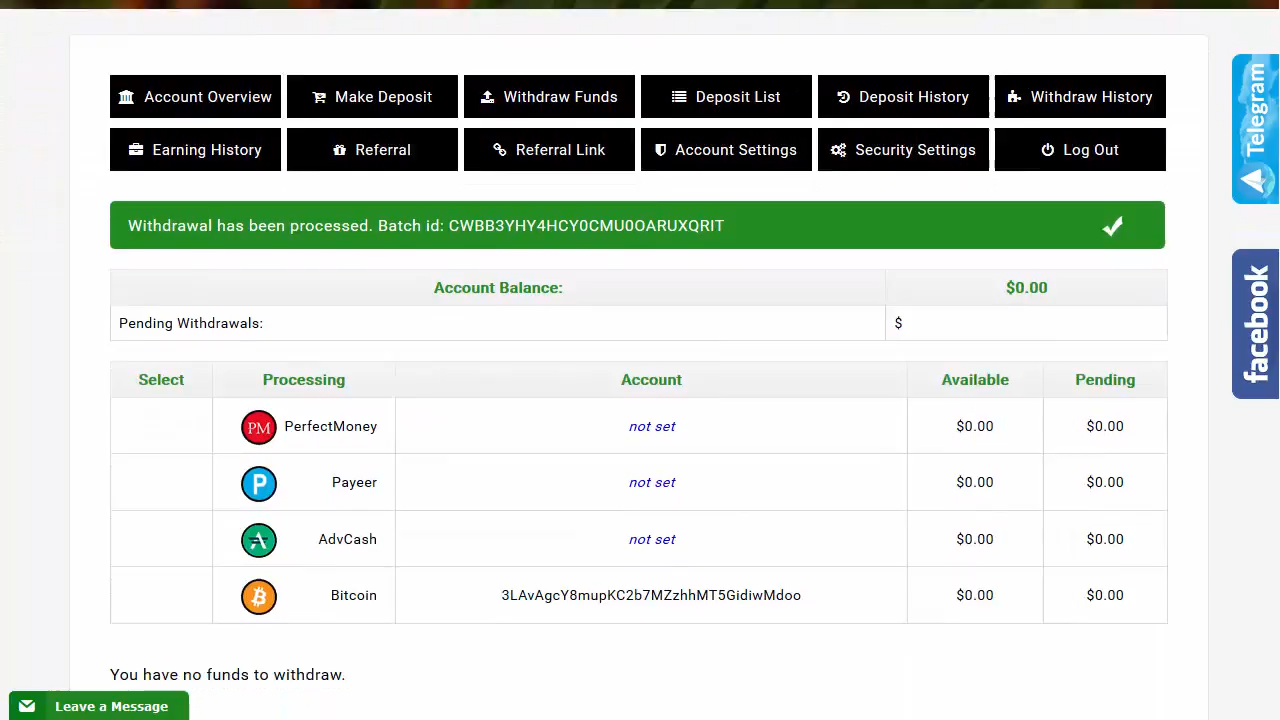 Account Overview Make Deposit Withdraw Funds Deposit List Deposit History Withdraw History
Earning History Referral Referral Link Account Settings Security Settings Log Out
Withdrawal has been processed. Batch id: CWBB3YHY4HCY0CMU0OARUXQRIT
Account Balance: $0.00
Pending Withdrawals: $
Select Processing Account Available Pending
PM PerfectMoney not set $0.00 $0.00
P Payeer not set $0.00 $0.00
AdvCash not set $0.00 $0.00
Bitcoin 3LAvAgcY8mupKC2b7MZzhhMT5GidiwMdoo $0.00 $0.00
You have no funds to withdraw.
Leave a Message
Telegram
facebook